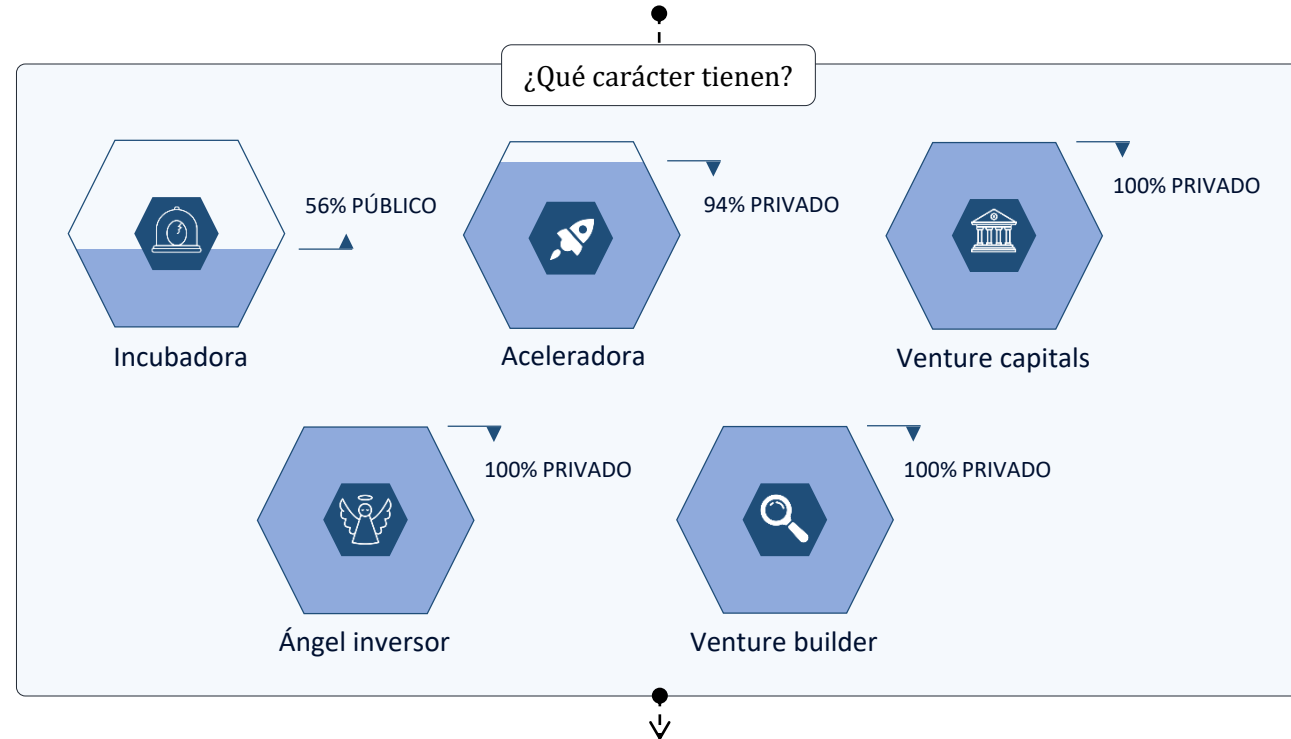 ¿Qué carácter tienen?
56% PÚBLICO
Incubadora
94% PRIVADO
Aceleradora
100% PRIVADO
Venture capitals
100% PRIVADO
Ángel inversor
100% PRIVADO
Venture builder